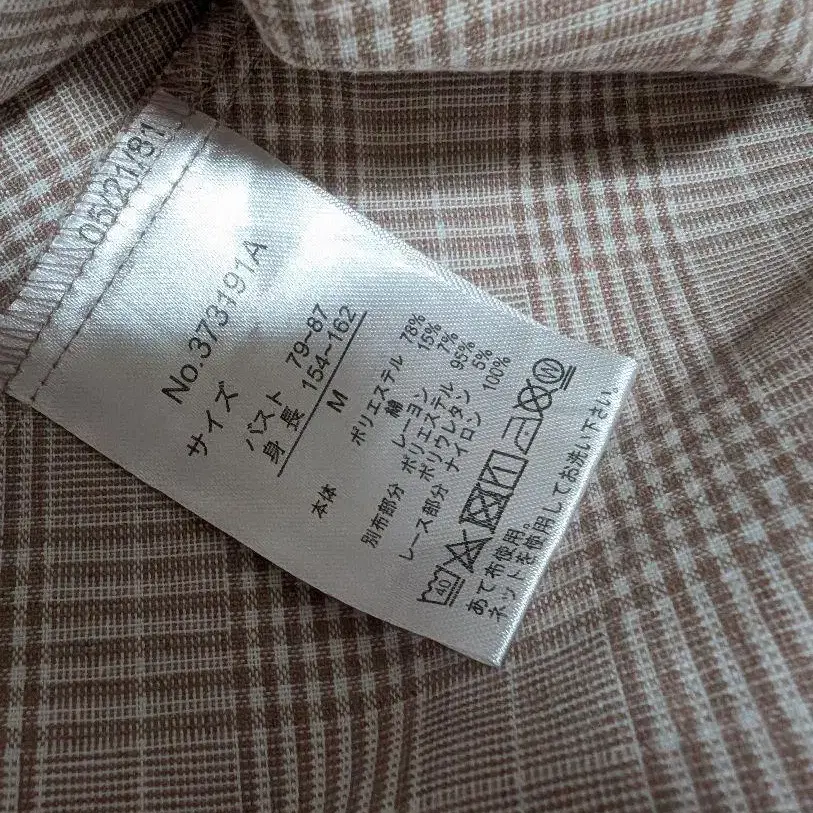 05/21/81
No.373191A
サイズ
バスト 79~87
身長 154~162
M
本体 ポリエステル 78%
綿 15%
レーヨン 7%
別布部分 ポリエステル 95%
ポリウレタン 5%
レース部分 ナイロン 100%
40 W
あて布使用。
ネットを使用してお洗い下さい。